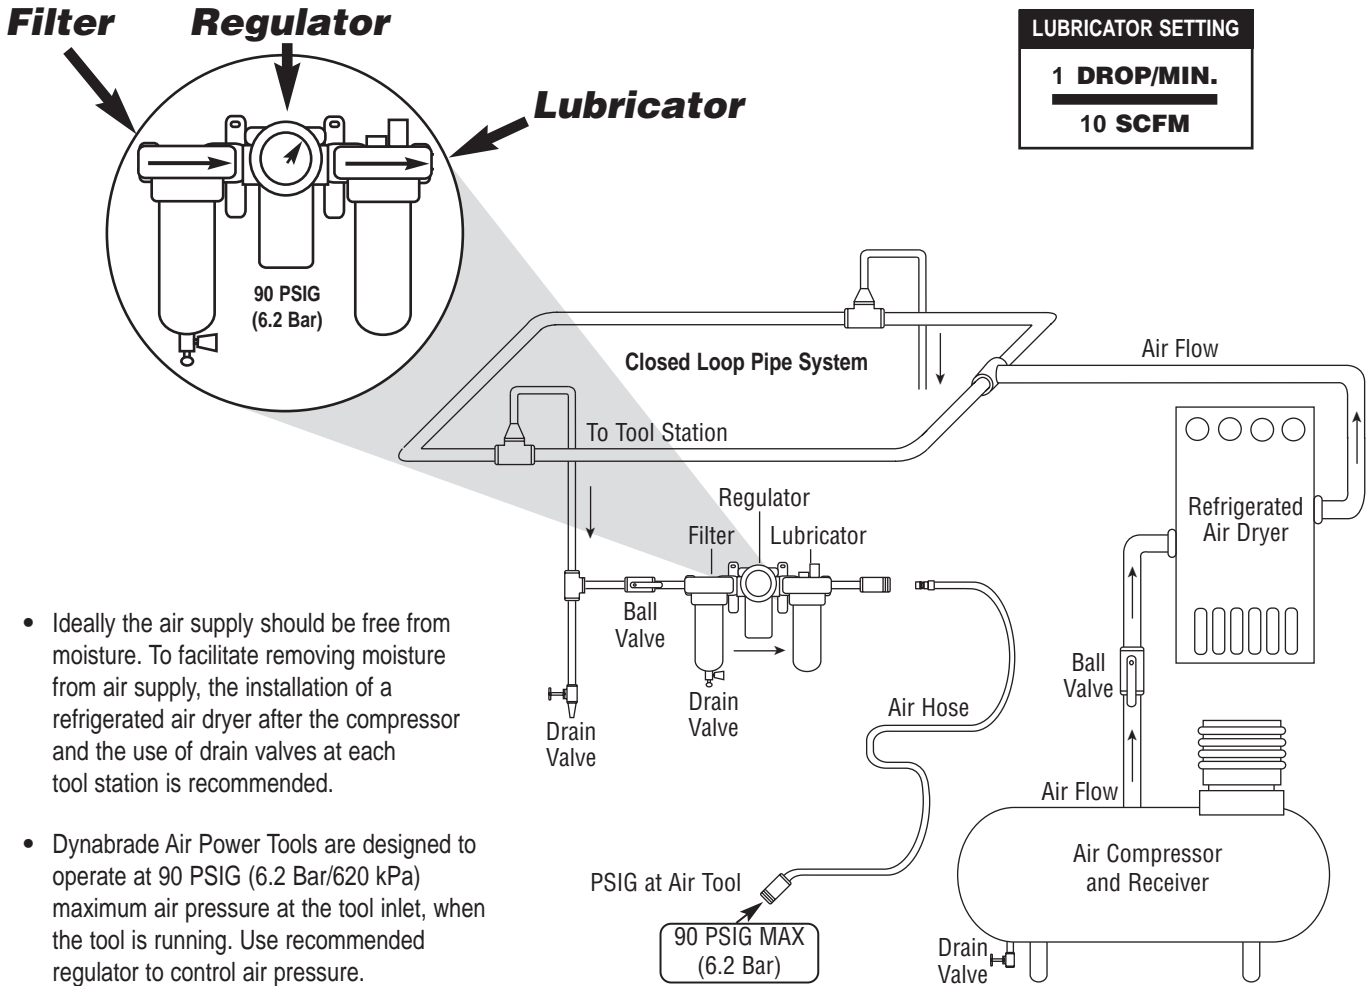 Filter
Regulator
Lubricator
LUBRICATOR SETTING
1 DROP/MIN.
10 SCFM
90 PSIG
(6.2 Bar)
Closed Loop Pipe System
Air Flow
To Tool Station
Refrigerated
Air Dryer
Regulator
Filter
Lubricator
Ball
Valve
Drain
Valve
Drain
Valve
Air Hose
Ball
Valve
Air Flow
Air Compressor
and Receiver
PSIG at Air Tool
90 PSIG MAX
(6.2 Bar)
Drain
Valve
• Ideally the air supply should be free from
moisture. To facilitate removing moisture
from air supply, the installation of a
refrigerated air dryer after the compressor
and the use of drain valves at each
tool station is recommended.
• Dynabrade Air Power Tools are designed to
operate at 90 PSIG (6.2 Bar/620 kPa)
maximum air pressure at the tool inlet, when
the tool is running. Use recommended
regulator to control air pressure.